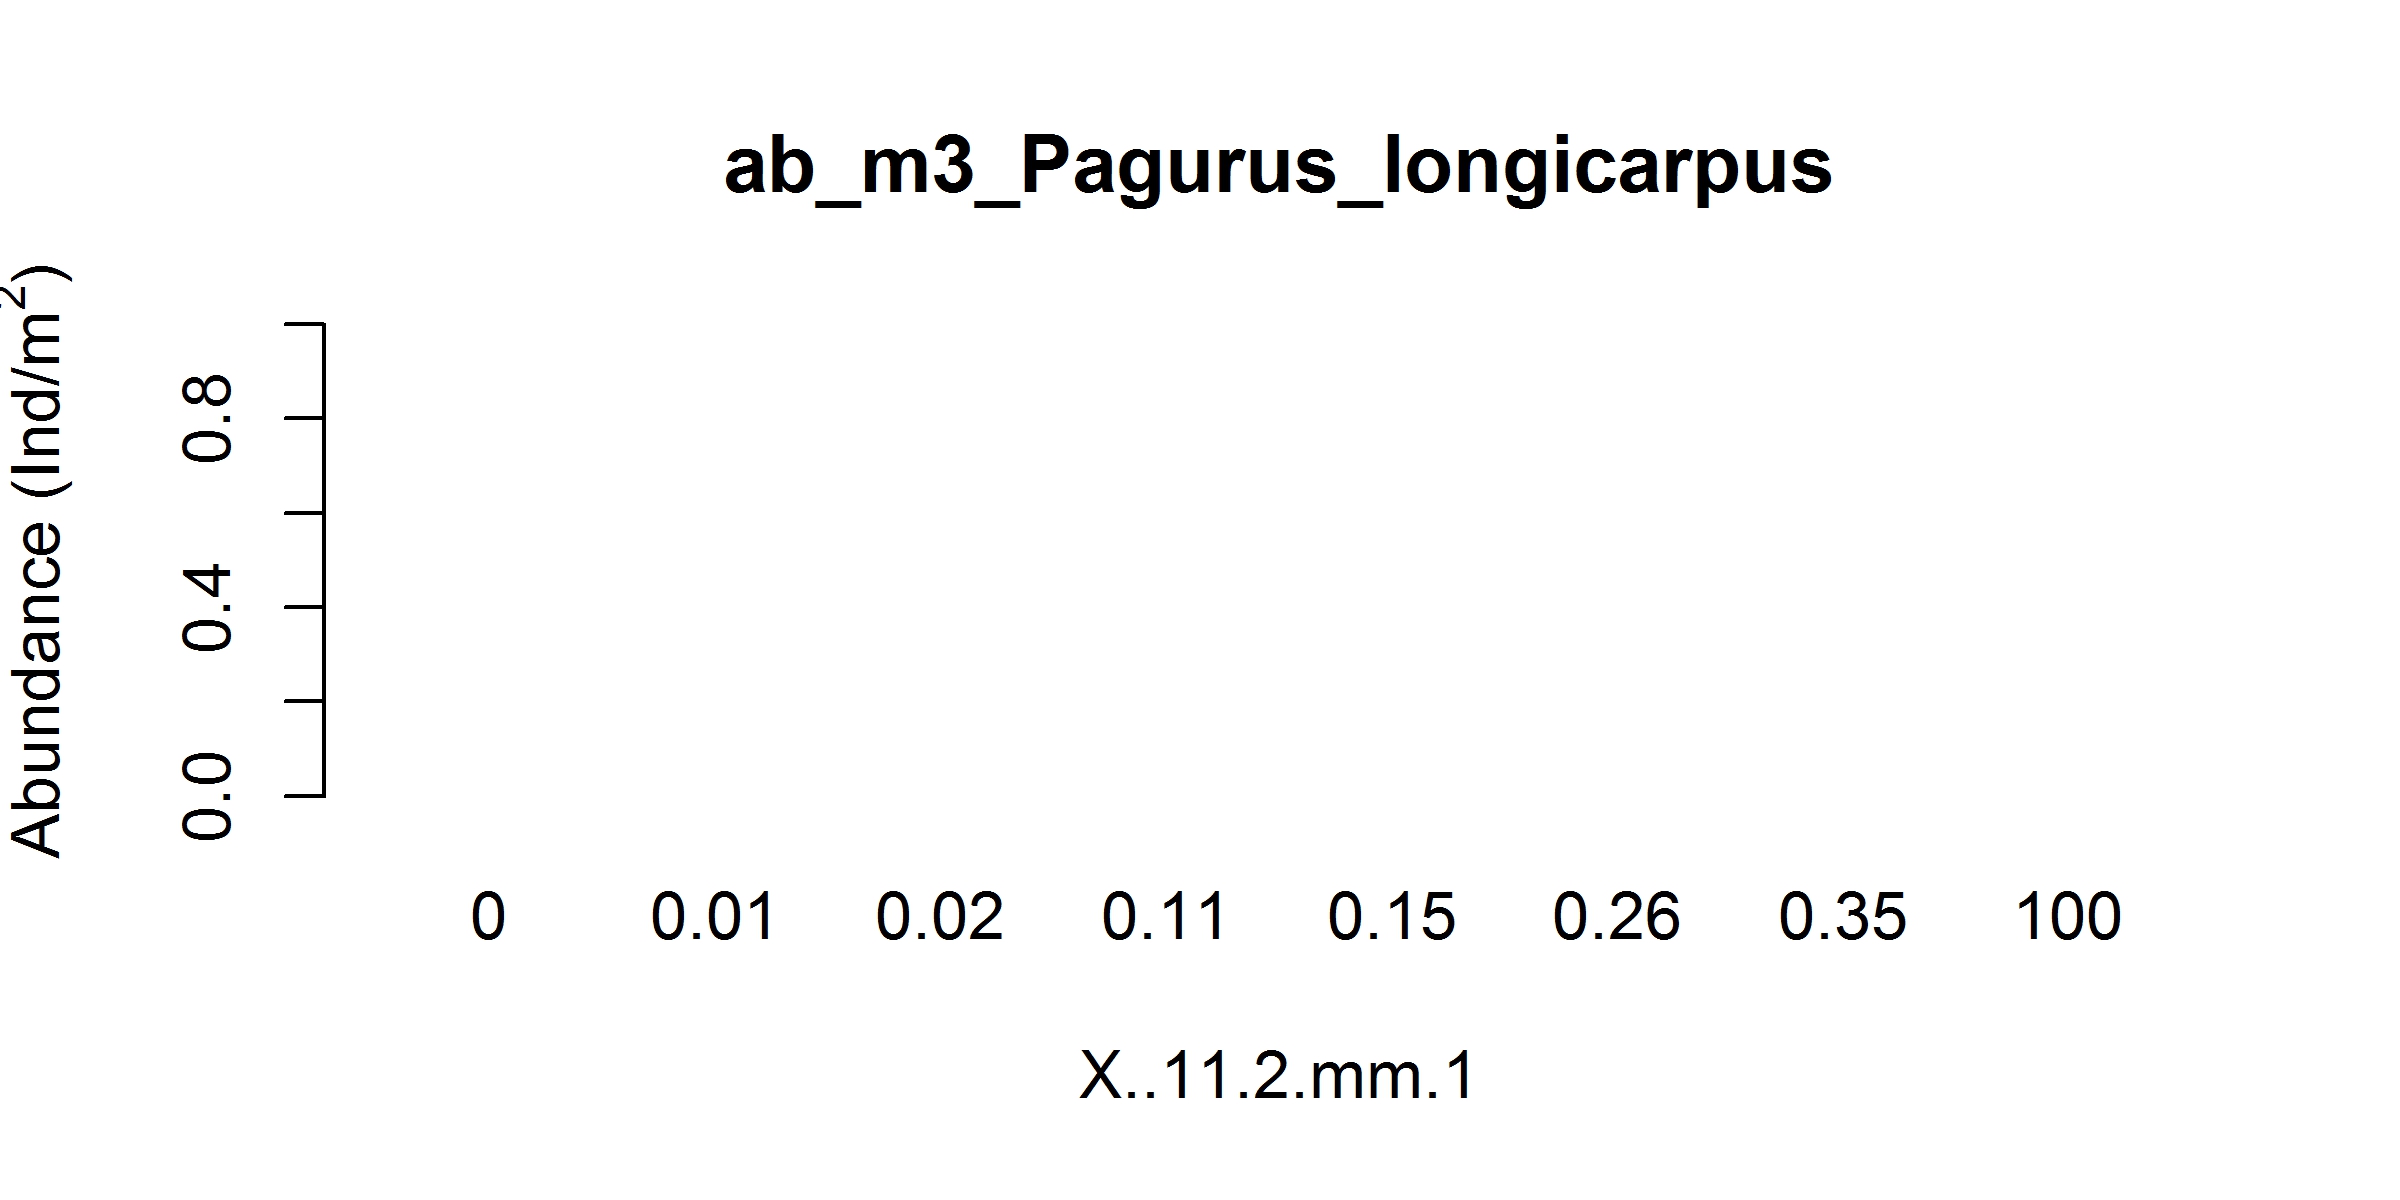 ab_m3_Pagurus_longicarpus
Abundance (Ind/m²)
0.8
0.4
0.0
0 0.01 0.02 0.11 0.15 0.26 0.35 100
X..11.2.mm.1